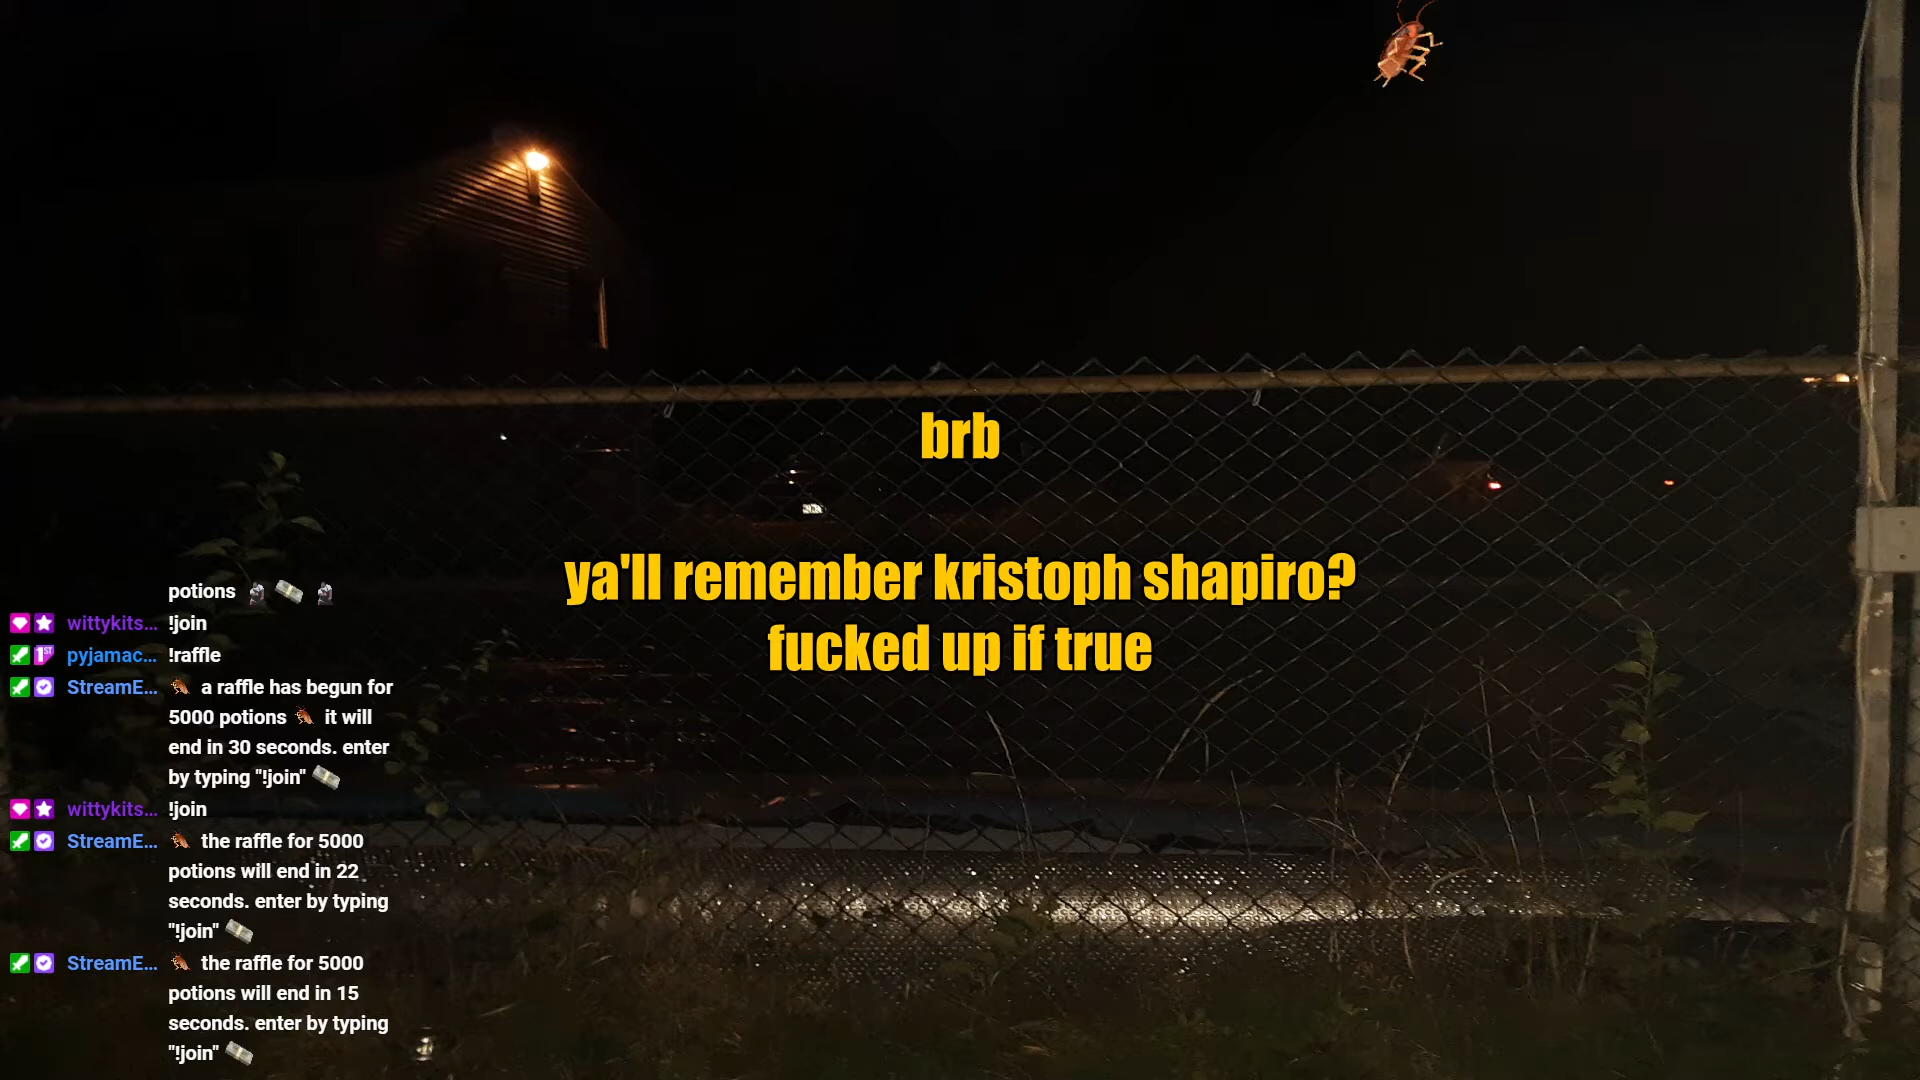 brb
ya'll remember kristoph shapiro?
fucked up if true
potions
wittykits... !join
pyjamac... !raffle
StreamE... a raffle has begun for
5000 potions it will
end in 30 seconds. enter
by typing "!join"
wittykits... !join
StreamE... the raffle for 5000
potions will end in 22
seconds. enter by typing
"!join"
StreamE... the raffle for 5000
potions will end in 15
seconds. enter by typing
"!join"